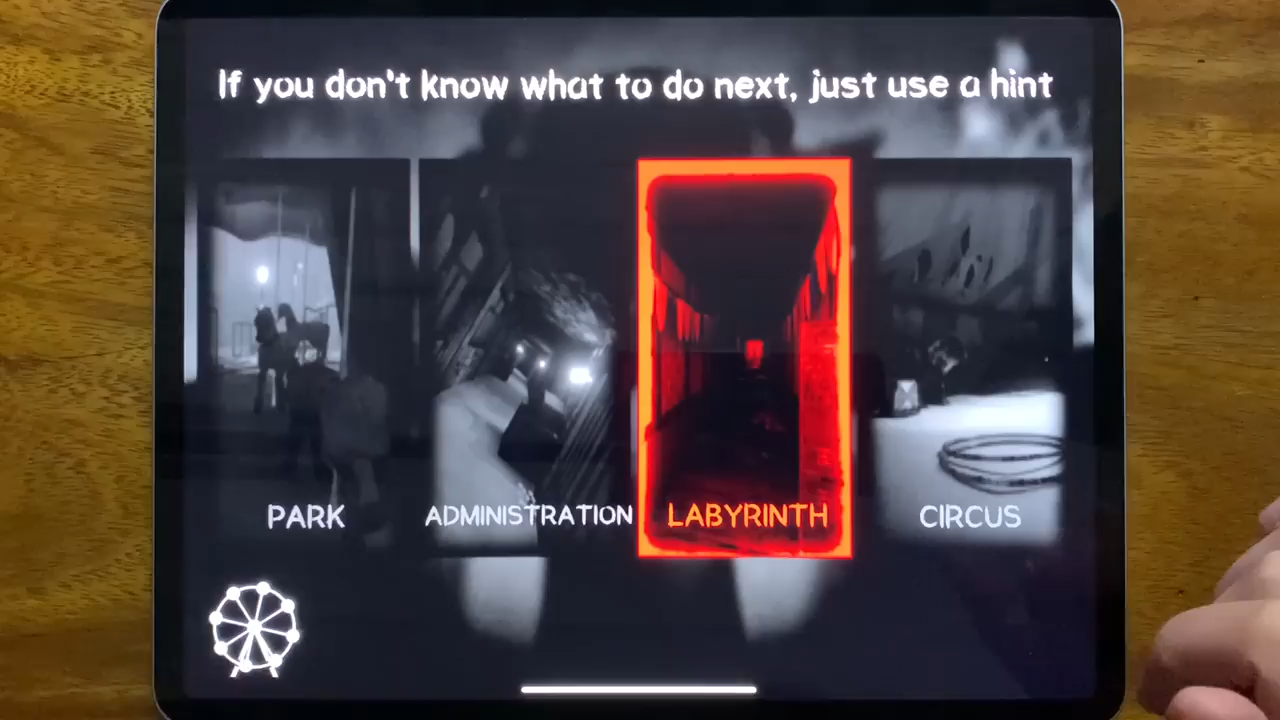 If you don't know what to do next, just use a hint
PARK
ADMINISTRATION
LABYRINTH
CIRCUS